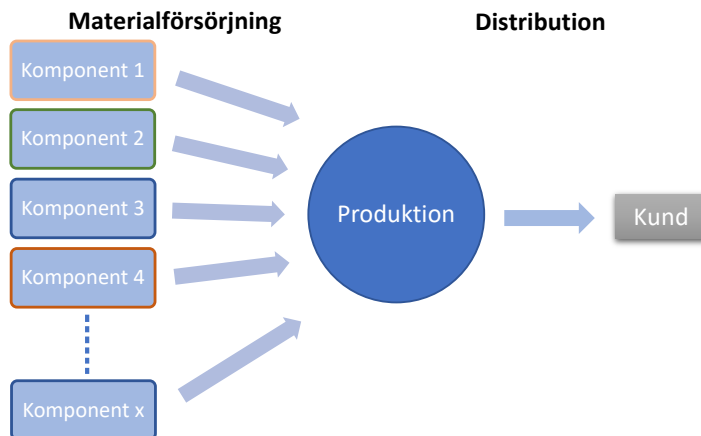 Materialförsörjning
Distribution
Komponent 1
Komponent 2
Komponent 3
Komponent 4
Komponent x
Produktion
Kund